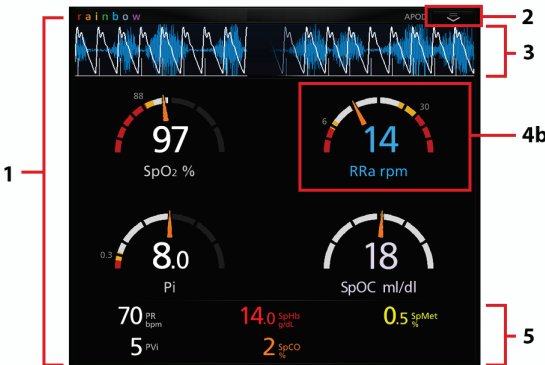 rainbow APOD 2
3
88
6 30
97 14 4b
SpO₂ % RRa rpm
1
0.3
8.0 18
Pi SpOC ml/dl
70 PR bpm 14.0 SpHb g/dL 0.5 SpMet %
5
5 PVi 2 SpCO %